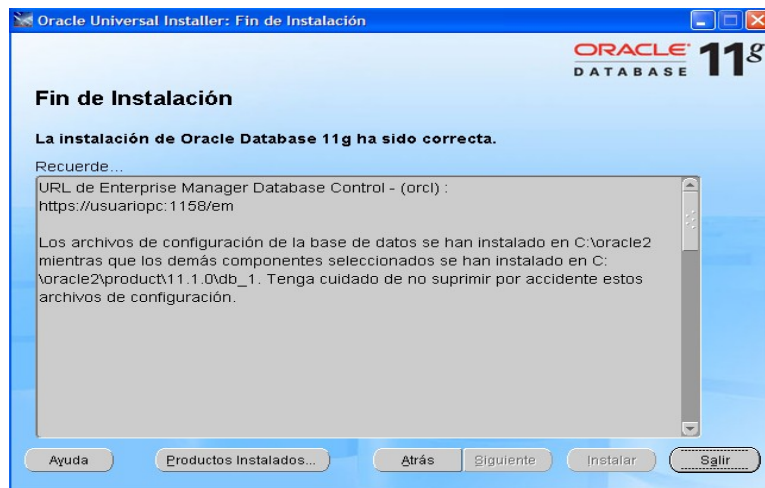 Oracle Universal Installer: Fin de Instalación
ORACLE 11g
DATABASE
Fin de Instalación
La instalación de Oracle Database 11g ha sido correcta.
Recuerde...
URL de Enterprise Manager Database Control - (orcl) :
https://usuariopc:1158/em
Los archivos de configuración de la base de datos se han instalado en C:\oracle2
mientras que los demás componentes seleccionados se han instalado en C:
\oracle2\product\11.1.0\db_1. Tenga cuidado de no suprimir por accidente estos
archivos de configuración.
Ayuda Productos Instalados... Atrás Siguiente Instalar Salir